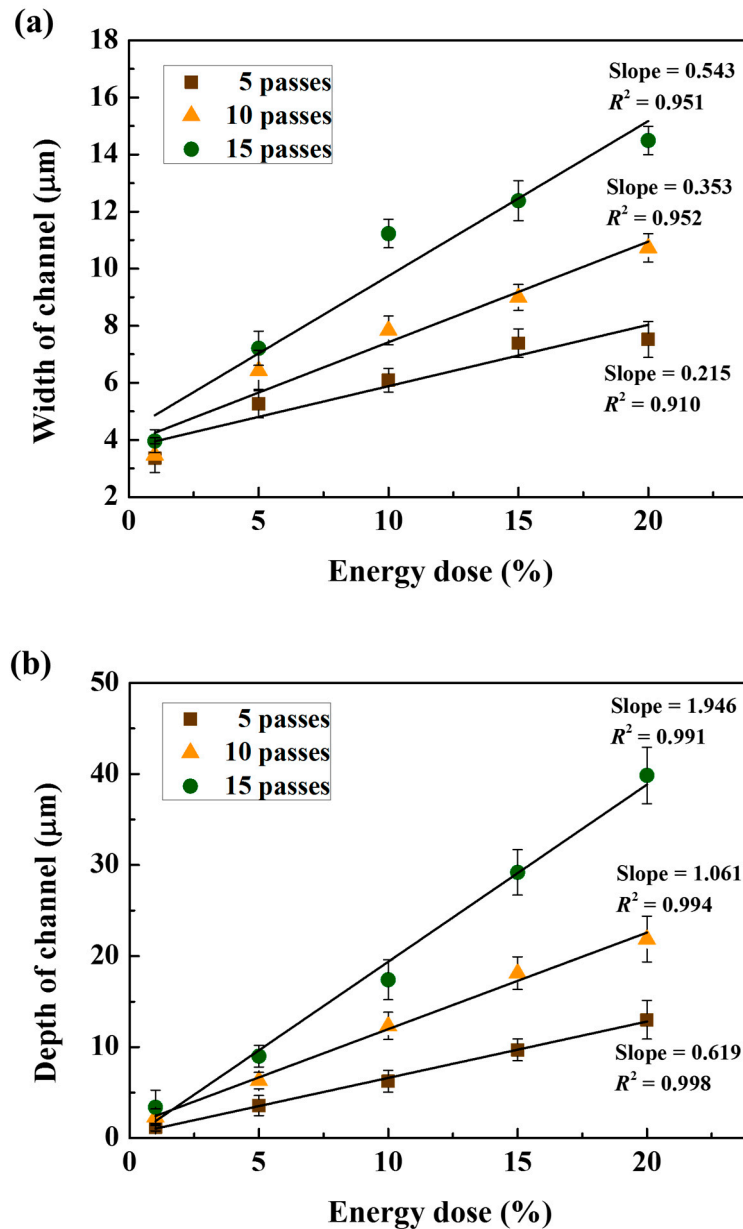 (a)
18
16
14
12
10
8
6
4
2
0
5
10
15
20
Width of channel (μm)
Energy dose (%)
5 passes
10 passes
15 passes
Slope = 0.543
R² = 0.951
Slope = 0.353
R² = 0.952
Slope = 0.215
R² = 0.910
(b)
50
40
30
20
10
0
0
5
10
15
20
Depth of channel (μm)
Energy dose (%)
5 passes
10 passes
15 passes
Slope = 1.946
R² = 0.991
Slope = 1.061
R² = 0.994
Slope = 0.619
R² = 0.998